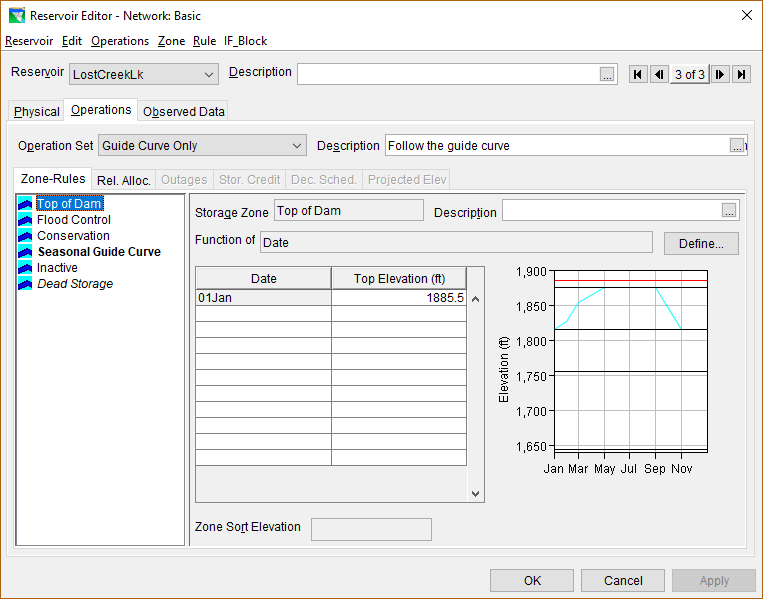 Reservoir Editor - Network: Basic
Reservoir Edit Operations Zone Rule IF_Block
Reservoir LostCreekLk Description ... 3 of 3
Physical Operations Observed Data
Operation Set Guide Curve Only Description Follow the guide curve ...
Zone-Rules Rel. Alloc. Outages Stor. Credit Dec. Sched. Projected Elev
Top of Dam
Flood Control
Conservation
Seasonal Guide Curve
Inactive
Dead Storage
Storage Zone Top of Dam Description ...
Function of Date Define...
Date Top Elevation (ft)
01Jan 1885.5
Elevation (ft)
1,900
1,850
1,800
1,750
1,700
1,650
Jan Mar May Jul Sep Nov
Zone Sort Elevation
OK Cancel Apply